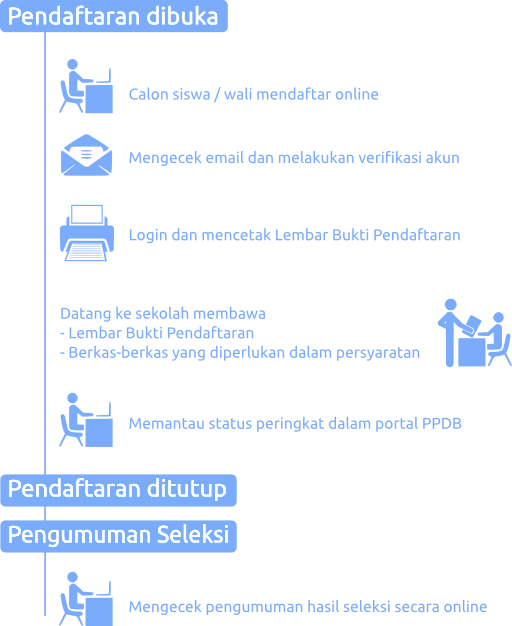 Pendaftaran dibuka
Calon siswa / wali mendaftar online
Mengecek email dan melakukan verifikasi akun
Login dan mencetak Lembar Bukti Pendaftaran
Datang ke sekolah membawa
- Lembar Bukti Pendaftaran
- Berkas-berkas yang diperlukan dalam persyaratan
Memantau status peringkat dalam portal PPDB
Pendaftaran ditutup
Pengumuman Seleksi
Mengecek pengumuman hasil seleksi secara online